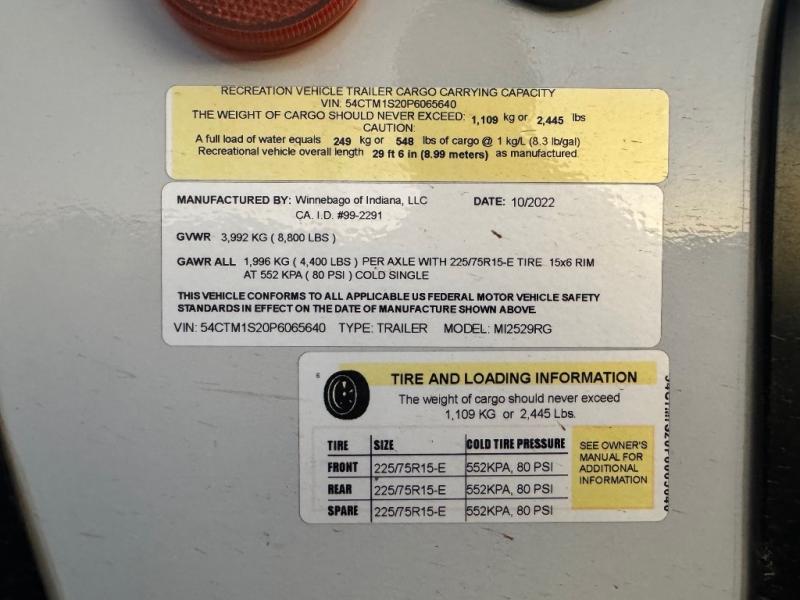 RECREATION VEHICLE TRAILER CARGO CARRYING CAPACITY
VIN: 54CTM1S20P6065640
THE WEIGHT OF CARGO SHOULD NEVER EXCEED: 1,109 kg or 2,445 lbs
CAUTION:
A full load of water equals 249 kg or 548 lbs of cargo @ 1 kg/L (8.3 lb/gal)
Recreational vehicle overall length 29 ft 6 in (8.99 meters) as manufactured
MANUFACTURED BY: Winnebago of Indiana, LLC DATE: 10/2022
CA. I.D. #99-2291
GVWR 3,992 KG ( 8,800 LBS )
GAWR ALL 1,996 KG ( 4,400 LBS ) PER AXLE WITH 225/75R15-E TIRE 15x6 RIM
AT 552 KPA ( 80 PSI ) COLD SINGLE
THIS VEHICLE CONFORMS TO ALL APPLICABLE US FEDERAL MOTOR VEHICLE SAFETY
STANDARDS IN EFFECT ON THE DATE OF MANUFACTURE SHOWN ABOVE.
VIN: 54CTM1S20P6065640 TYPE: TRAILER MODEL: MI2529RG
6
TIRE AND LOADING INFORMATION
The weight of cargo should never exceed
1,109 KG or 2,445 Lbs.
TIRE SIZE COLD TIRE PRESSURE
FRONT 225/75R15-E 552KPA, 80 PSI
REAR 225/75R15-E 552KPA, 80 PSI
SPARE 225/75R15-E 552KPA, 80 PSI
SEE OWNER'S
MANUAL FOR
ADDITIONAL
INFORMATION